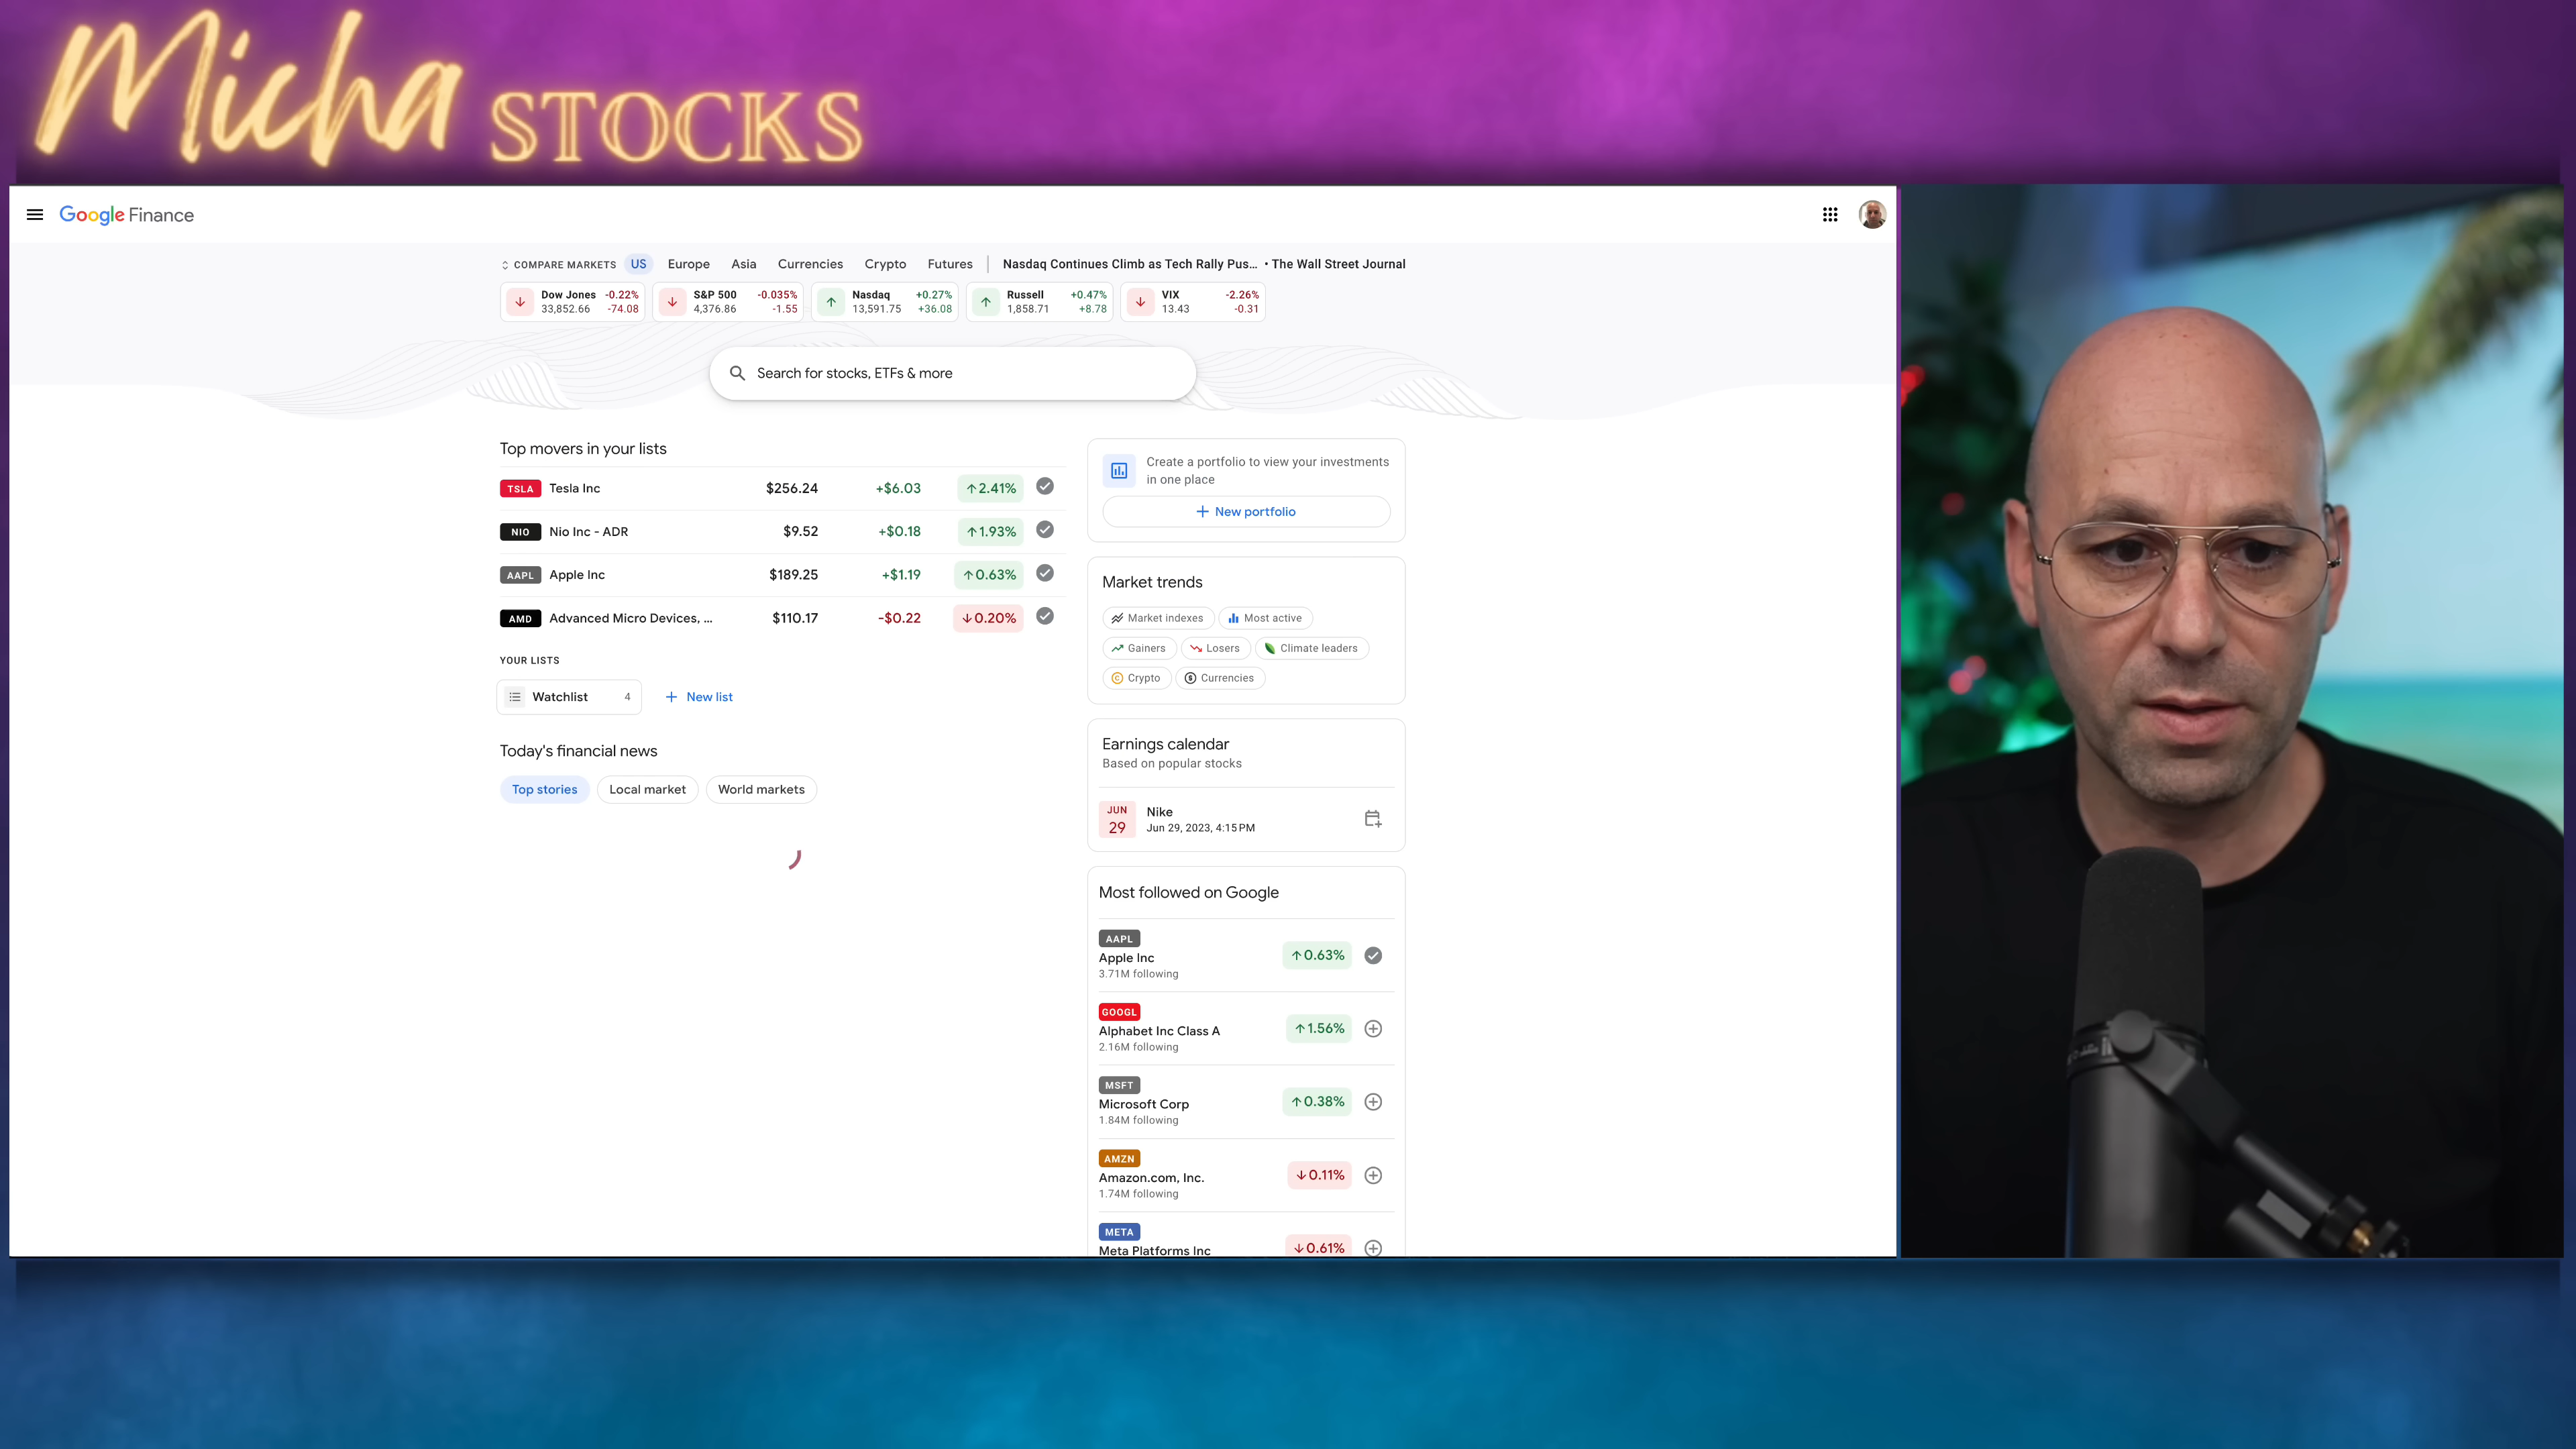 Micha STOCKS
Google Finance
COMPARE MARKETS US Europe Asia Currencies Crypto Futures | Nasdaq Continues Climb as Tech Rally Pus... • The Wall Street Journal
Dow Jones -0.22% S&P 500 -0.035% Nasdaq +0.27% Russell +0.47% VIX -2.26%
33,852.66 -74.08 4,376.86 -1.55 13,591.75 +36.08 1,858.71 +8.78 13.43 -0.31
Search for stocks, ETFs & more
Top movers in your lists
TSLA Tesla Inc $256.24 +$6.03 ↑2.41%
NIO Nio Inc - ADR $9.52 +$0.18 ↑1.93%
AAPL Apple Inc $189.25 +$1.19 ↑0.63%
AMD Advanced Micro Devices, ... $110.17 -$0.22 ↓0.20%
YOUR LISTS
Watchlist 4 + New list
Today's financial news
Top stories Local market World markets
Create a portfolio to view your investments
in one place
+ New portfolio
Market trends
Market indexes Most active
Gainers Losers Climate leaders
Crypto Currencies
Earnings calendar
Based on popular stocks
JUN
29
Nike
Jun 29, 2023, 4:15 PM
Most followed on Google
AAPL
Apple Inc ↑0.63%
3.71M following
GOOGL
Alphabet Inc Class A ↑1.56%
2.16M following
MSFT
Microsoft Corp ↑0.38%
1.84M following
AMZN
Amazon.com, Inc. ↓0.11%
1.74M following
META
Meta Platforms Inc ↓0.61%